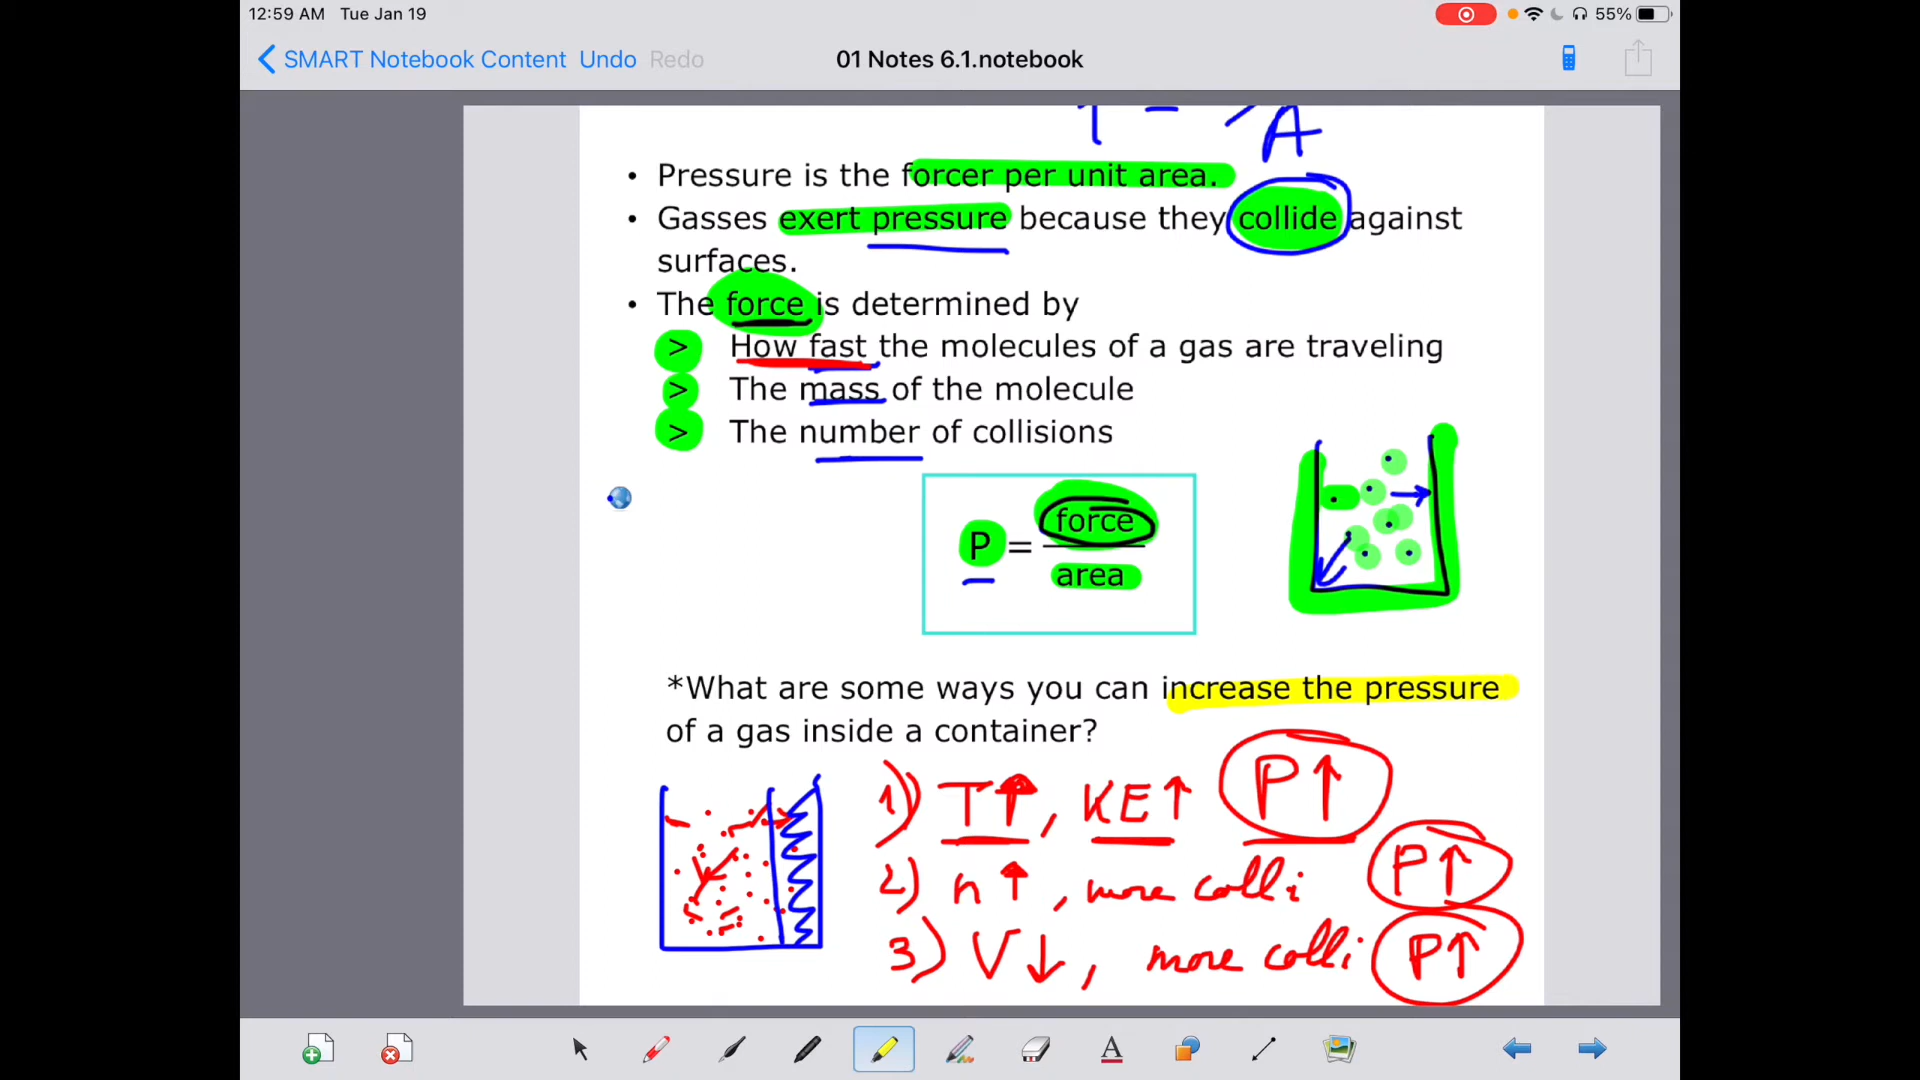 12:59 AM Tue Jan 19 55%
SMART Notebook Content Undo Redo 01 Notes 6.1.notebook
A
• Pressure is the forcer per unit area.
• Gasses exert pressure because they collide against
surfaces.
• The force is determined by
> How fast the molecules of a gas are traveling
> The mass of the molecule
> The number of collisions
P = force
area
*What are some ways you can increase the pressure
of a gas inside a container?
1) T↑, KE↑ P↑
2) n↑, more colli P↑
3) V↓, more colli P↑
A